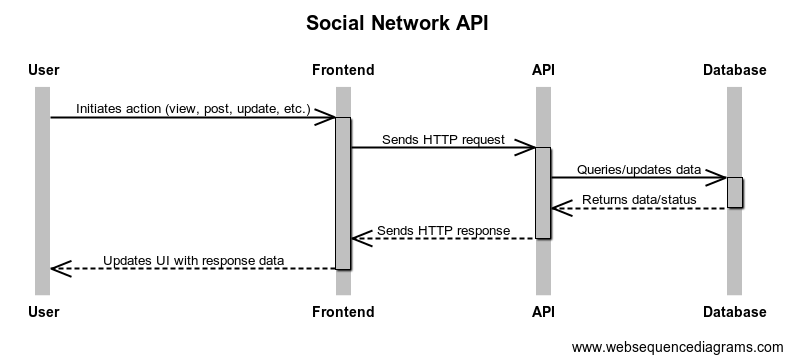 Social Network API
User Frontend API Database
Initiates action (view, post, update, etc.)
Sends HTTP request
Queries/updates data
Returns data/status
Sends HTTP response
Updates UI with response data
User Frontend API Database
www.websequencediagrams.com